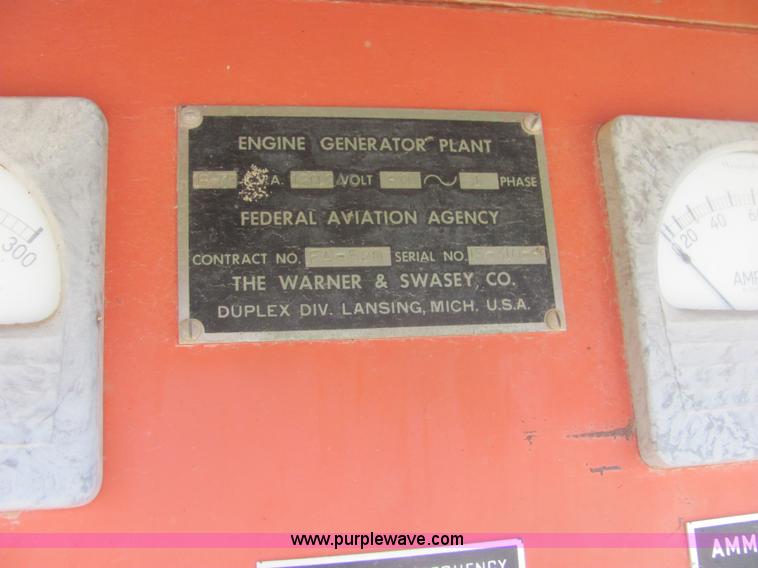 ENGINE GENERATOR PLANT
.A. VOLT ~ 1 PHASE
FEDERAL AVIATION AGENCY
CONTRACT NO. SERIAL NO.
THE WARNER & SWASEY, CO.
DUPLEX DIV. LANSING, MICH. U.S.A.
300
20 40
AMP
www.purplewave.com
AMM